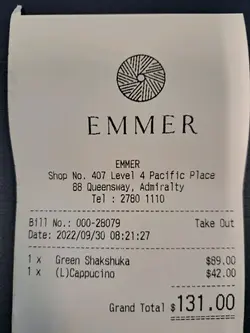 EMMER
EMMER
Shop No. 407 Level 4 Pacific Place
88 Queensway, Admiralty
Tel : 2780 1110
Bill No.: 000-28079 Take Out
Date: 2022/09/30 08:21:27
1 x Green Shakshuka $89.00
1 x (L)Cappucino $42.00
Grand Total $131.00